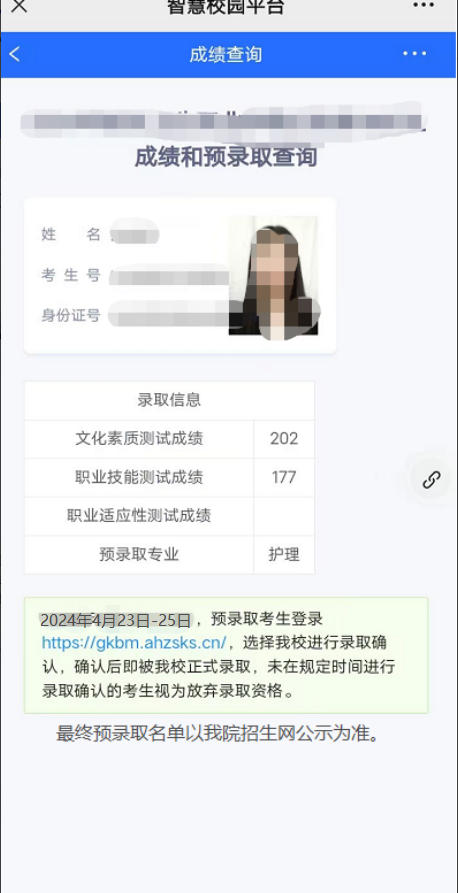 智慧校园平台
成绩查询
成绩和预录取查询
姓 名
考生号
身份证号
录取信息
文化素质测试成绩 202
职业技能测试成绩 177
职业适应性测试成绩
预录取专业 护理
2024年4月23日-25日，预录取考生登录
https://gkbm.ahzsks.cn/，选择我校进行录取确
认，确认后即被我校正式录取，未在规定时间进行
录取确认的考生视为放弃录取资格。
最终预录取名单以我院招生网公示为准。